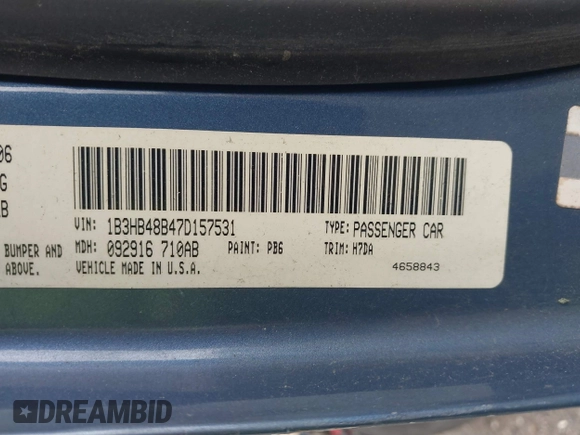 06
G
B
VIN: 1B3HB48B47D157531 TYPE: PASSENGER CAR
BUMPER AND MDH: 092916 710AB PAINT: PB6 TRIM: H7DA
ABOVE. VEHICLE MADE IN U.S.A. 4658843
DREAMBID